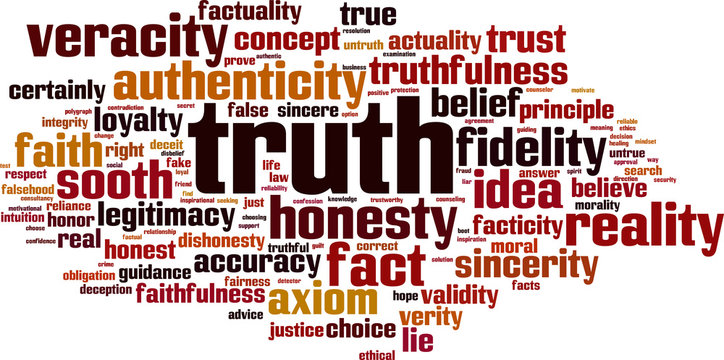 factuality
true
resolution
veracity
concept
untruth
actuality
trust
examination
prove
authentic
business
truthfulness
certainly
authenticity
positive
protection
counselor
motivate
polygraph
contradiction
secret
false
sincere
option
belief
principle
integrity
loyalty
change
truth
agreement
guiding
reliable
meaning
ethics
decision
healing
mindset
faith
right
deceit
disbelief
fake
fidelity
untrue
approval
way
test
respect
social
loyal
life
law
fraud
liar
answer
spirit
search
direction
security
falsehood
sooth
friend
reliability
idea
believe
consultancy
find
inspirational
seeking
confession
knowledge
trustworthy
counseling
morality
motivational
reliance
legitimacy
just
choosing
support
honesty
intuition
honor
facticity
reality
choose
confidence
real
factual
relationship
honest
dishonesty
truthful
guilt
correct
best
inspiration
moral
crime
obligation
guidance
accuracy
fact
solution
sincerity
deception
faithfulness
fairness
detector
axiom
hope
validity
facts
advice
verity
justice
choice
lie
ethical